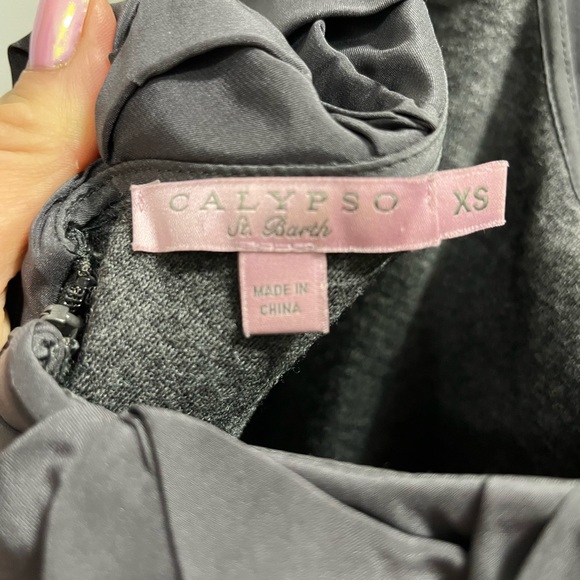 CALYPSO
St. Barth
XS
MADE IN
CHINA